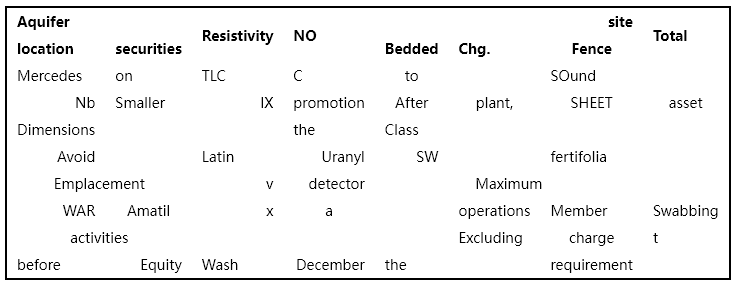 Aquifer site
location securities Resistivity NO Bedded Chg. Fence Total
Mercedes on TLC C to SOund
Nb Smaller IX promotion After plant, SHEET asset
Dimensions the Class
Avoid Latin Uranyl SW fertifolia
Emplacement v detector Maximum
WAR Amatil x a operations Member Swabbing
activities Excluding charge t
before Equity Wash December the requirement